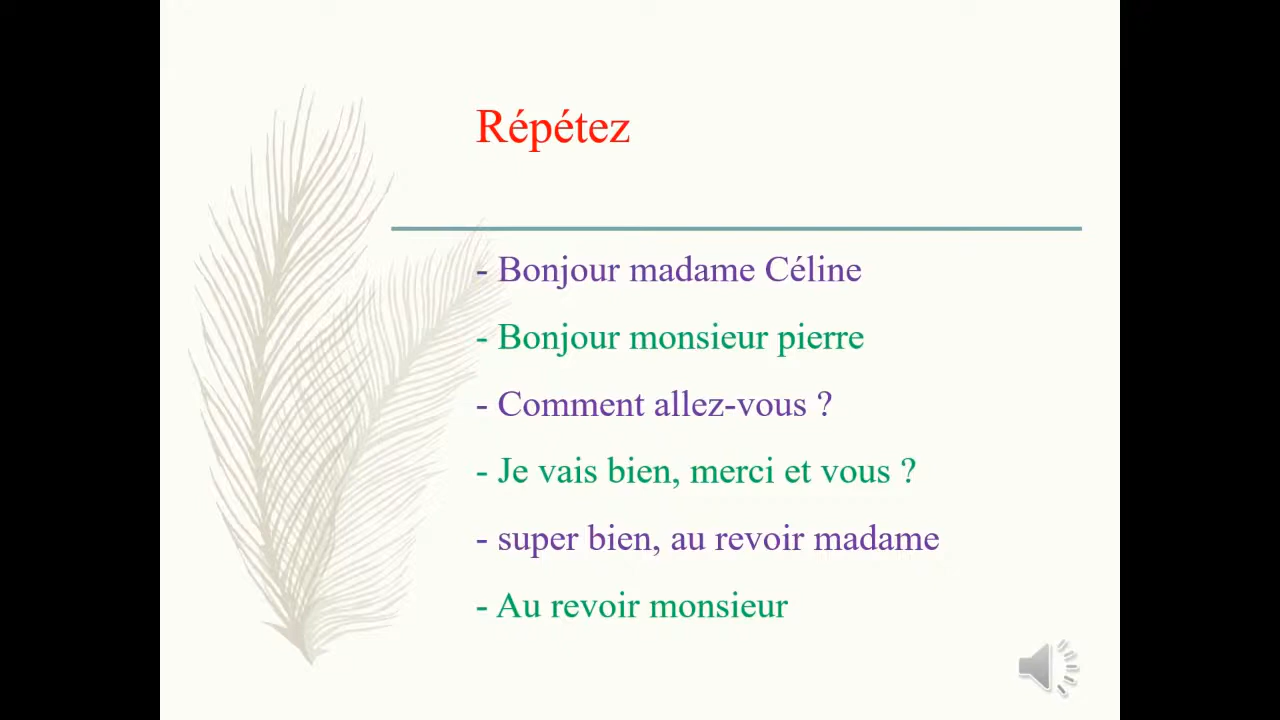 Répétez
- Bonjour madame Céline
- Bonjour monsieur pierre
- Comment allez-vous ?
- Je vais bien, merci et vous ?
- super bien, au revoir madame
- Au revoir monsieur